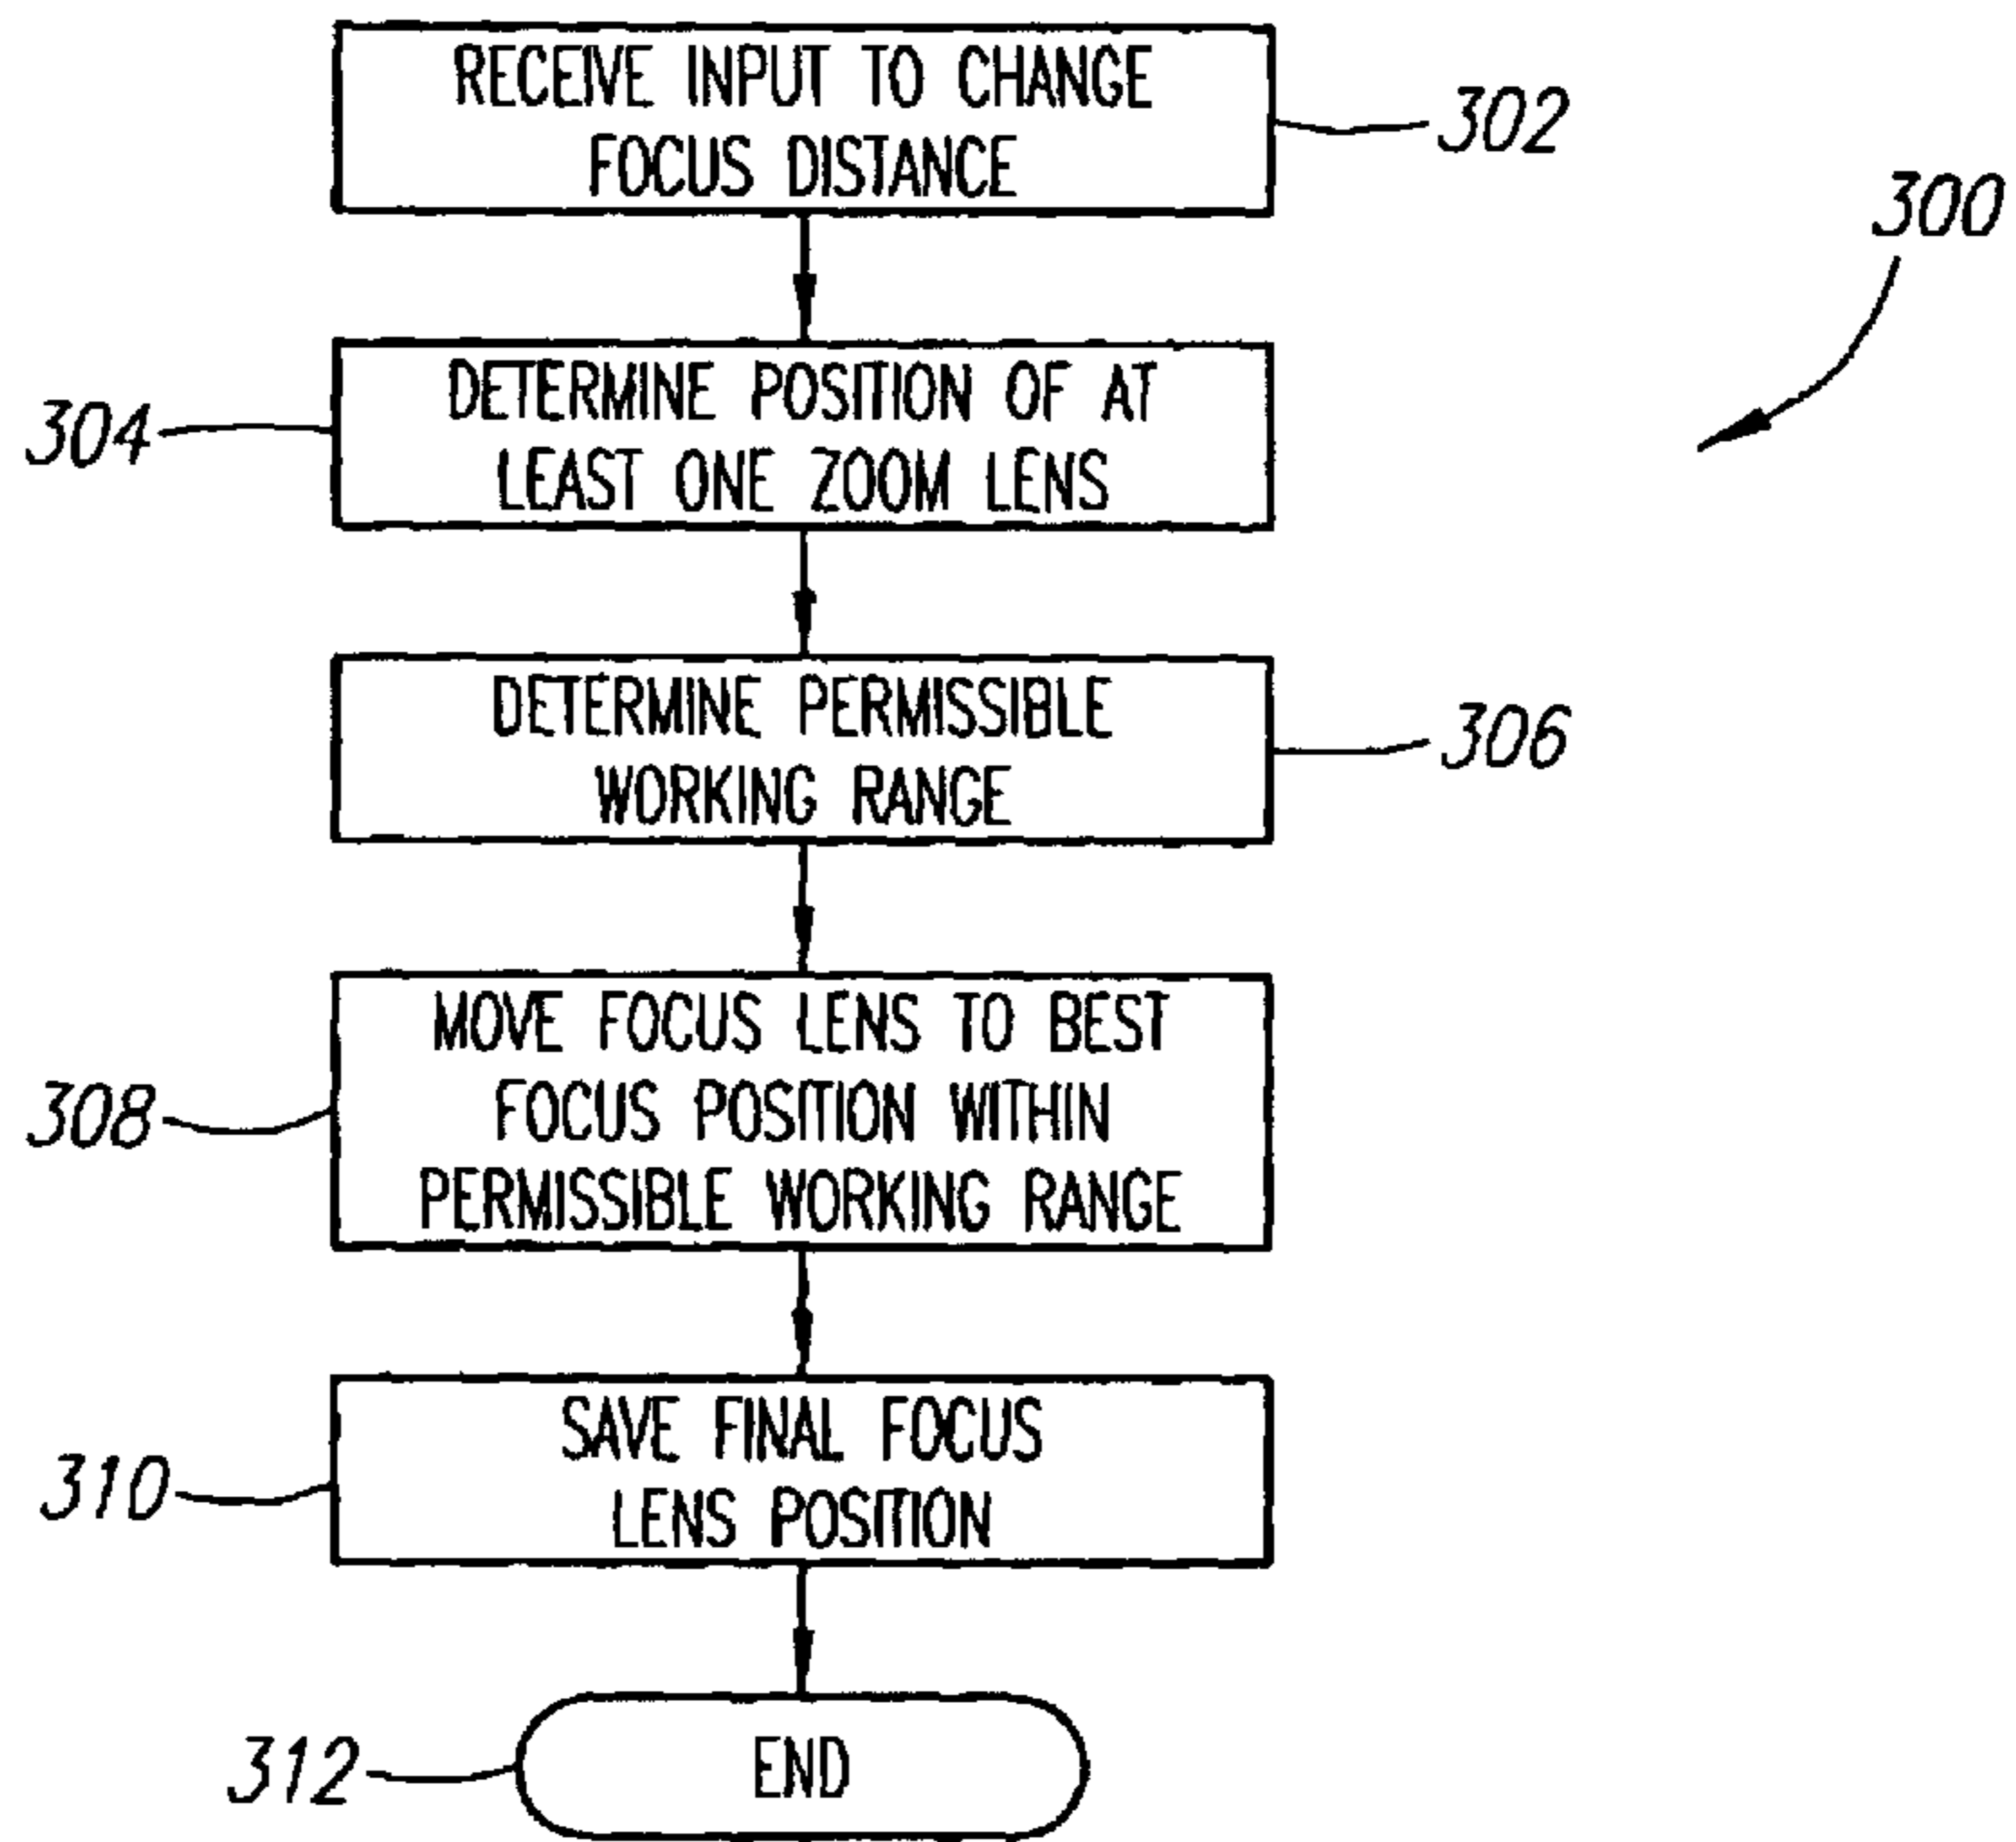 RECEIVE INPUT TO CHANGE
FOCUS DISTANCE
302
300
DETERMINE POSITION OF AT
LEAST ONE ZOOM LENS
304
DETERMINE PERMISSIBLE
WORKING RANGE
306
MOVE FOCUS LENS TO BEST
FOCUS POSITION WITHIN
PERMISSIBLE WORKING RANGE
308
SAVE FINAL FOCUS
LENS POSITION
310
END
312